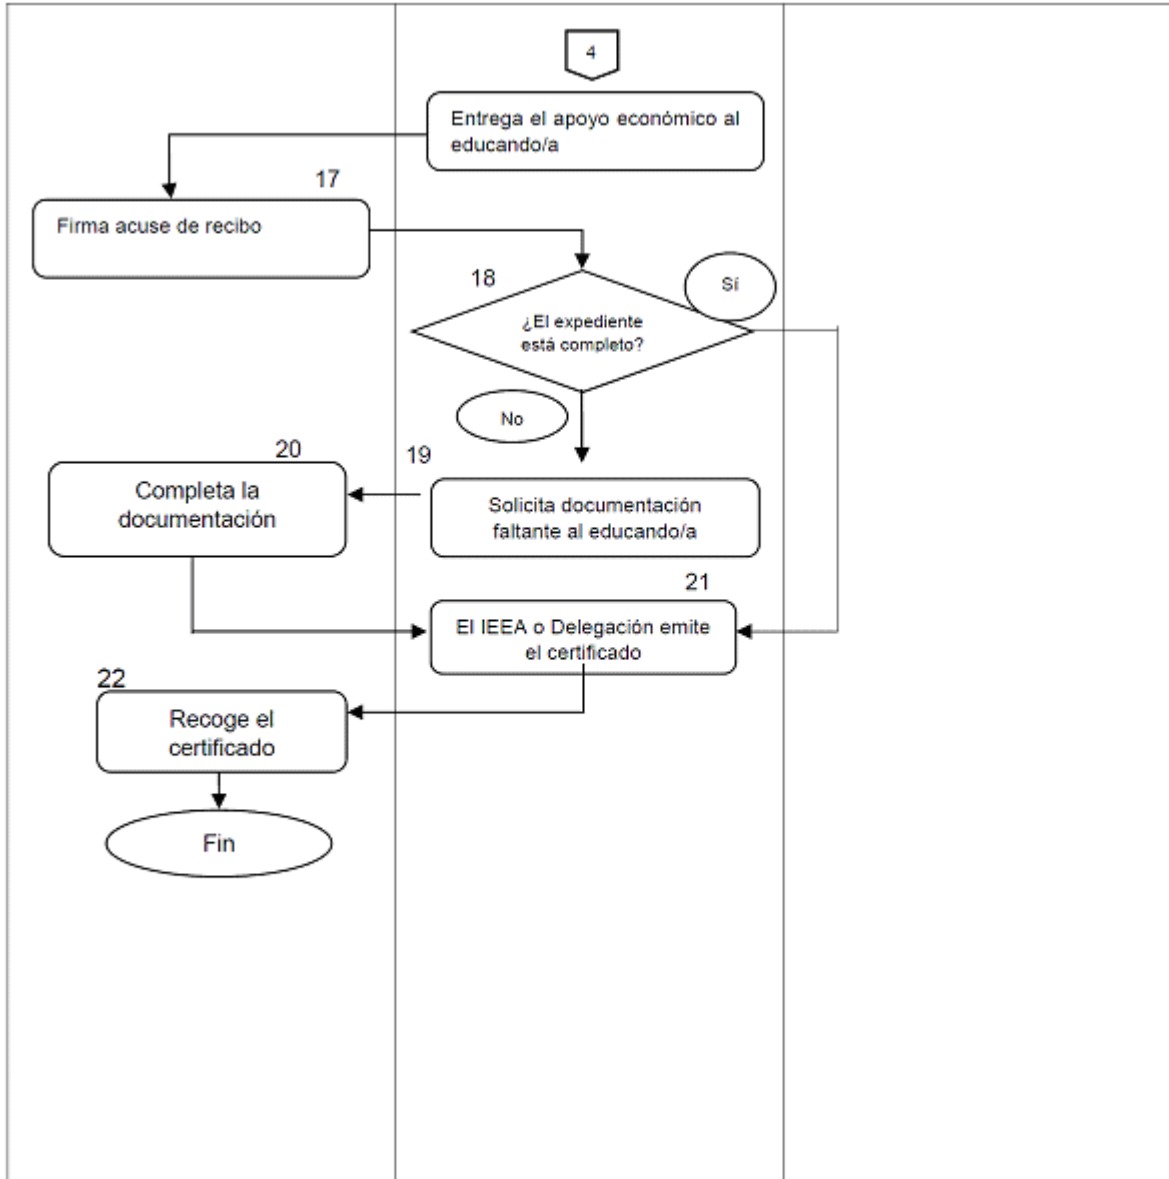 4
Entrega el apoyo económico al
educando/a
17
Firma acuse de recibo
18
Sí
¿El expediente
está completo?
No
20
19
Completa la
documentación
Solicita documentación
faltante al educando/a
21
El IEEA o Delegación emite
el certificado
22
Recoge el
certificado
Fin